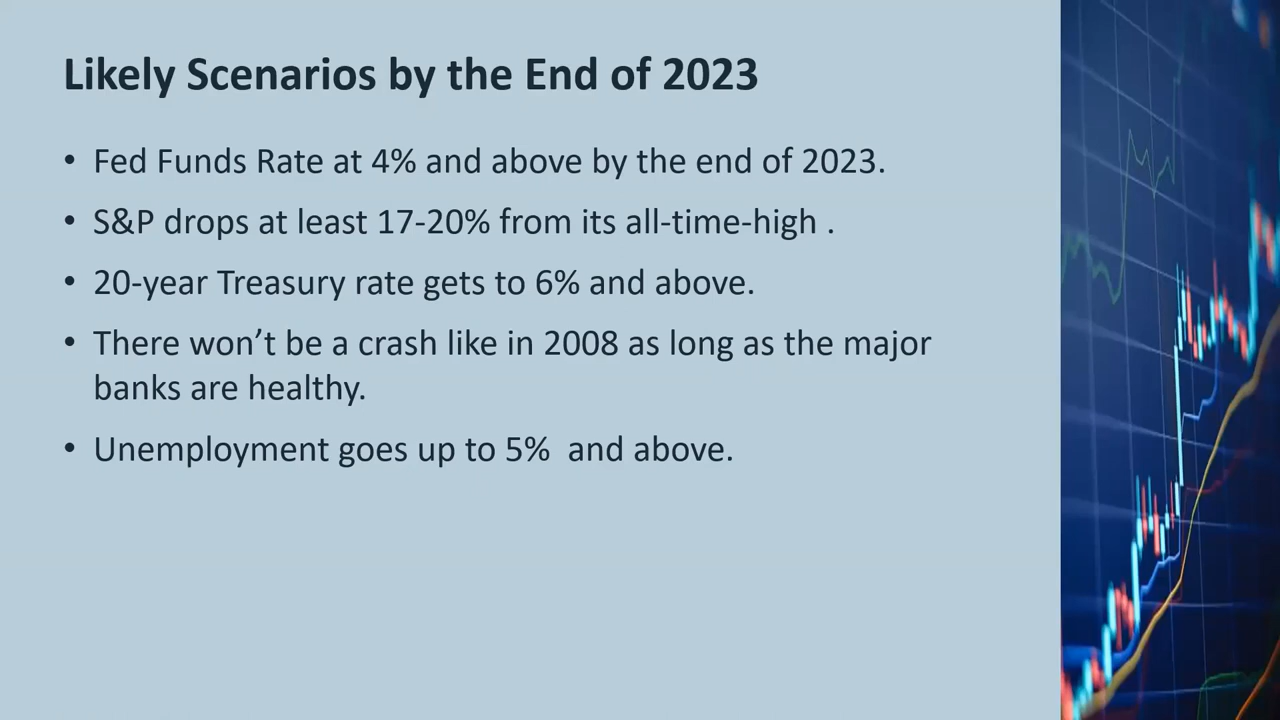 Likely Scenarios by the End of 2023
• Fed Funds Rate at 4% and above by the end of 2023.
• S&P drops at least 17-20% from its all-time-high .
• 20-year Treasury rate gets to 6% and above.
• There won’t be a crash like in 2008 as long as the major
banks are healthy.
• Unemployment goes up to 5%  and above.